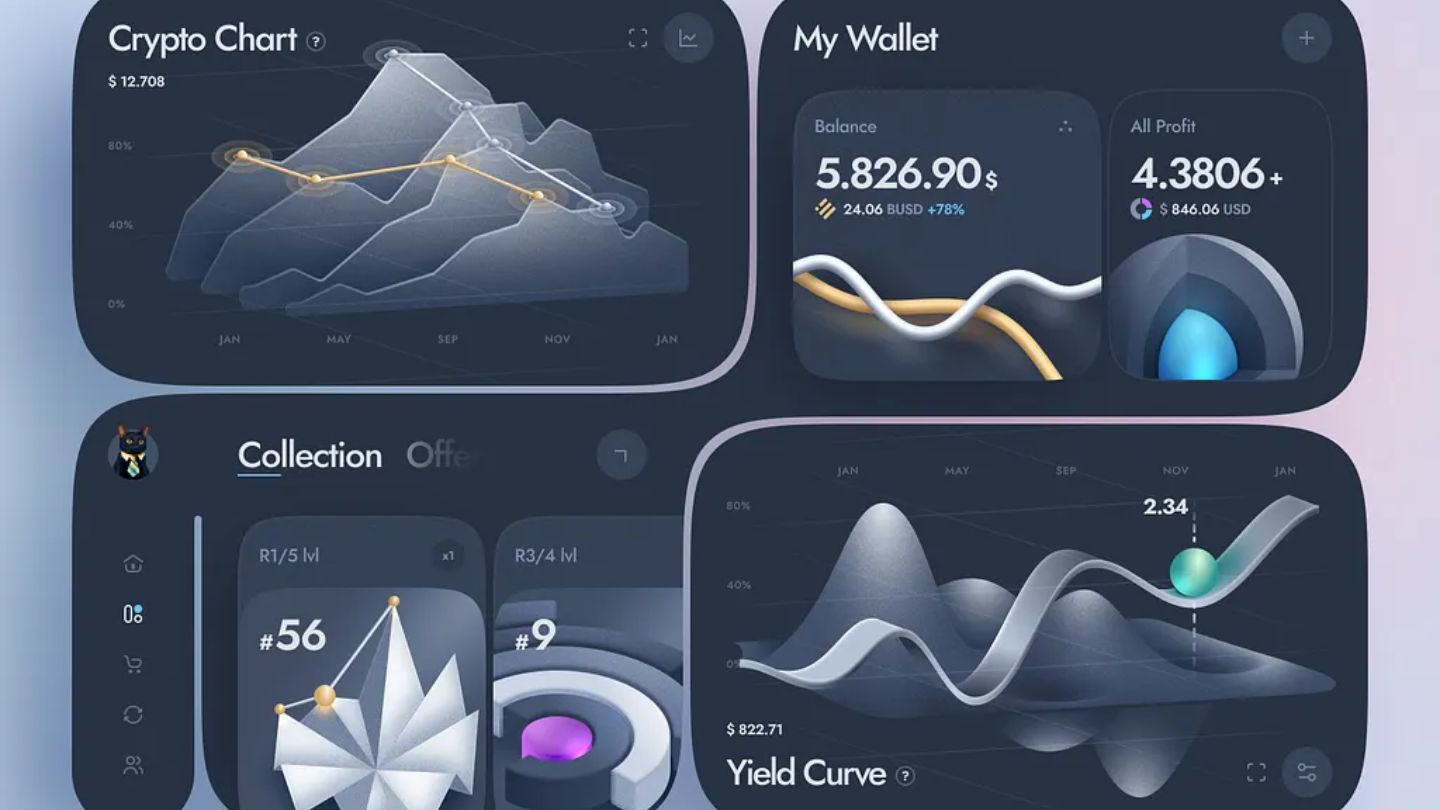 Crypto Chart ?
$ 12.708
80%
40%
0%
JAN MAY SEP NOV JAN
My Wallet
Balance
5.826.90$
24.06 BUSD +78%
All Profit
4.3806+
$ 846.06 USD
Collection Offe
R1/5 lvl
x1
#56
R3/4 lvl
#9
JAN MAY SEP NOV JAN
80%
2.34
40%
0%
$ 822.71
Yield Curve ?